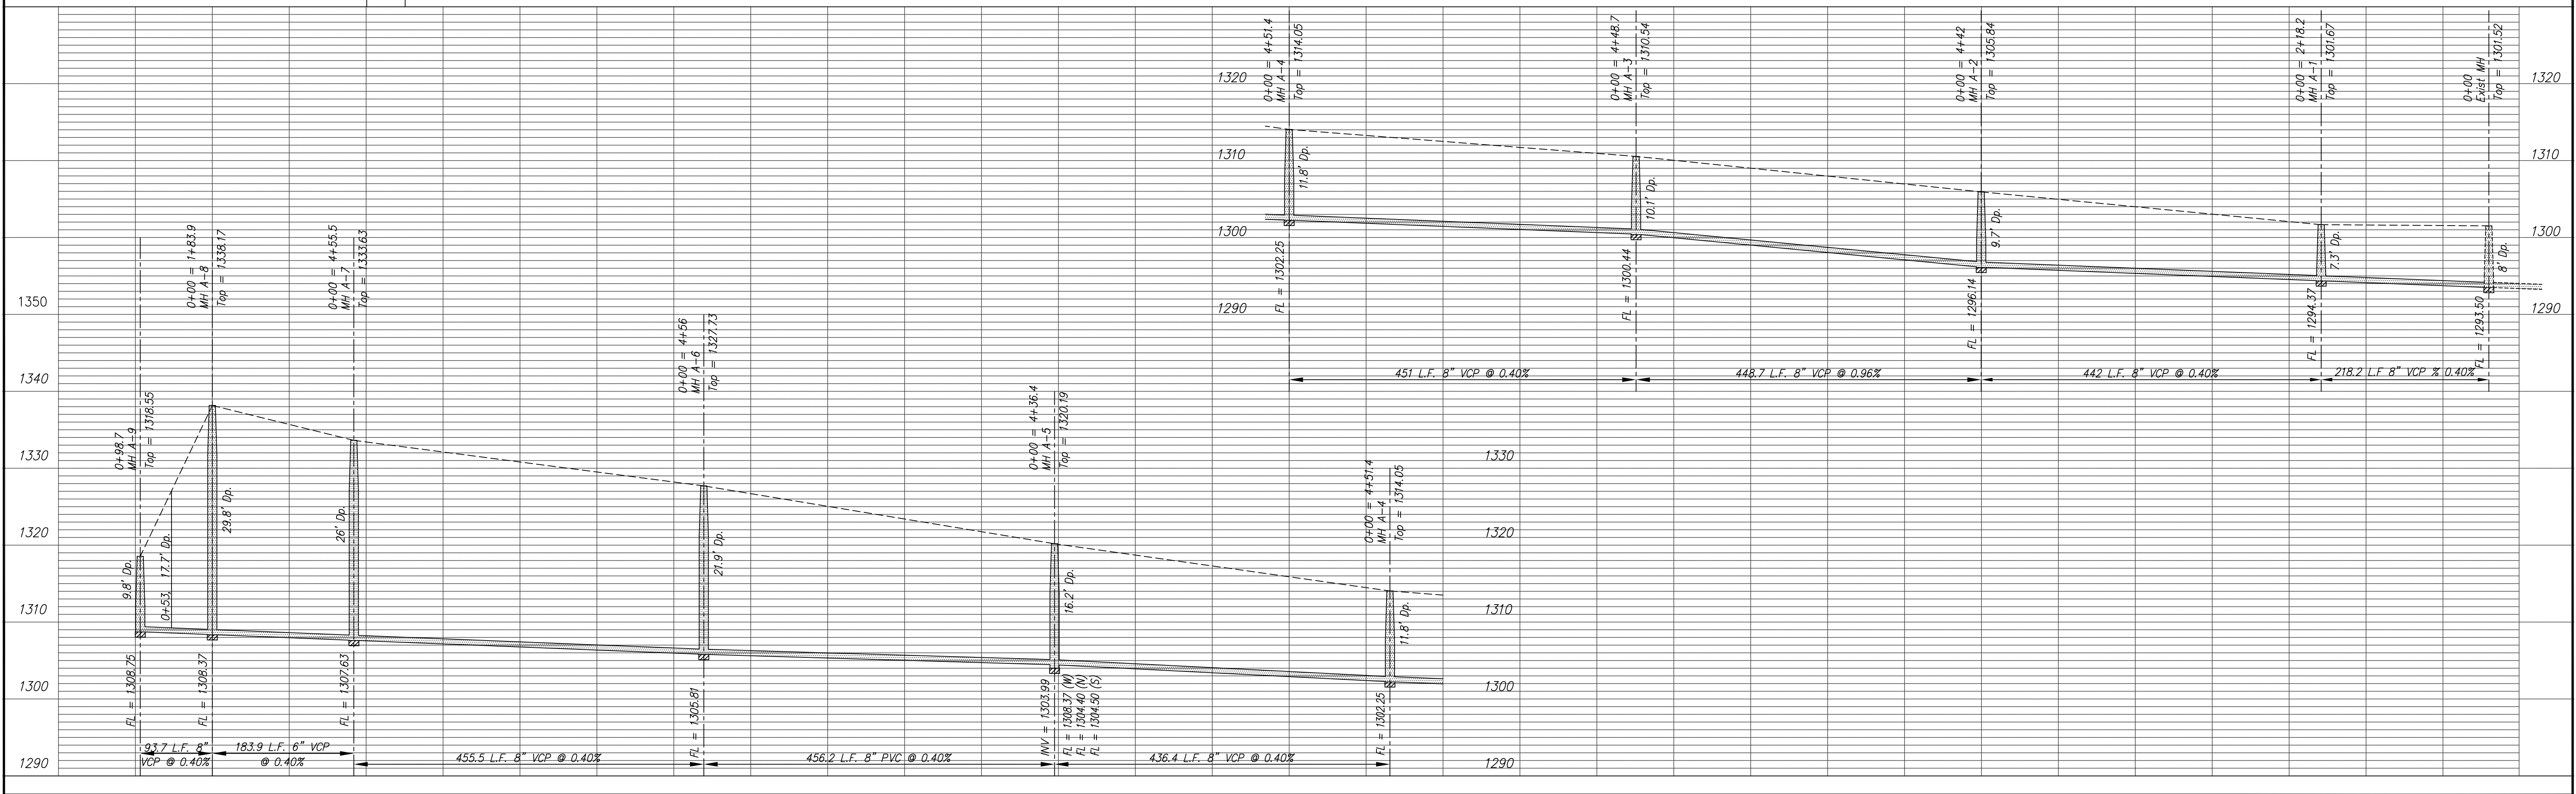 0+00 = 4+51.4
MH A-4
Top = 1314.05
0+00 = 4+48.7
MH A-3
Top = 1310.54
0+00 = 4+42
MH A-2
Top = 1305.84
0+00 = 2+18.2
MH A-1
Top = 1301.67
0+00
Exist MH
Top = 1301.52
1320
1320
1310
1310
1300
1300
1290
1290
11.8' Dp.
10.1' Dp.
9.7' Dp.
7.3' Dp.
8' Dp.
FL = 1302.25
FL = 1300.44
FL = 1296.14
FL = 1294.37
FL = 1293.50
451 L.F. 8" VCP @ 0.40%
448.7 L.F. 8" VCP @ 0.96%
442 L.F. 8" VCP @ 0.40%
218.2 L.F 8" VCP % 0.40%
0+98.7
MH A-9
Top = 1318.55
0+00 = 1+83.9
MH A-8
Top = 1338.17
0+00 = 4+55.5
MH A-7
Top = 1333.63
0+00 = 4+56
MH A-6
Top = 1327.73
0+00 = 4+36.4
MH A-5
Top = 1320.19
0+00 = 4+51.4
MH A-4
Top = 1314.05
1350
1340
1330
1330
1320
1320
1310
1310
1300
1300
1290
1290
9.8' Dp.
0+53, 17.7' Dp.
29.8' Dp.
26' Dp.
21.9' Dp.
16.2' Dp.
11.8' Dp.
FL = 1308.75
FL = 1308.37
FL = 1307.63
FL = 1305.81
INV = 1303.99
FL = 1308.37 (W)
FL = 1304.40 (N)
FL = 1304.50 (S)
FL = 1302.25
93.7 L.F. 8"
VCP @ 0.40%
183.9 L.F. 6" VCP
@ 0.40%
455.5 L.F. 8" VCP @ 0.40%
456.2 L.F. 8" PVC @ 0.40%
436.4 L.F. 8" VCP @ 0.40%